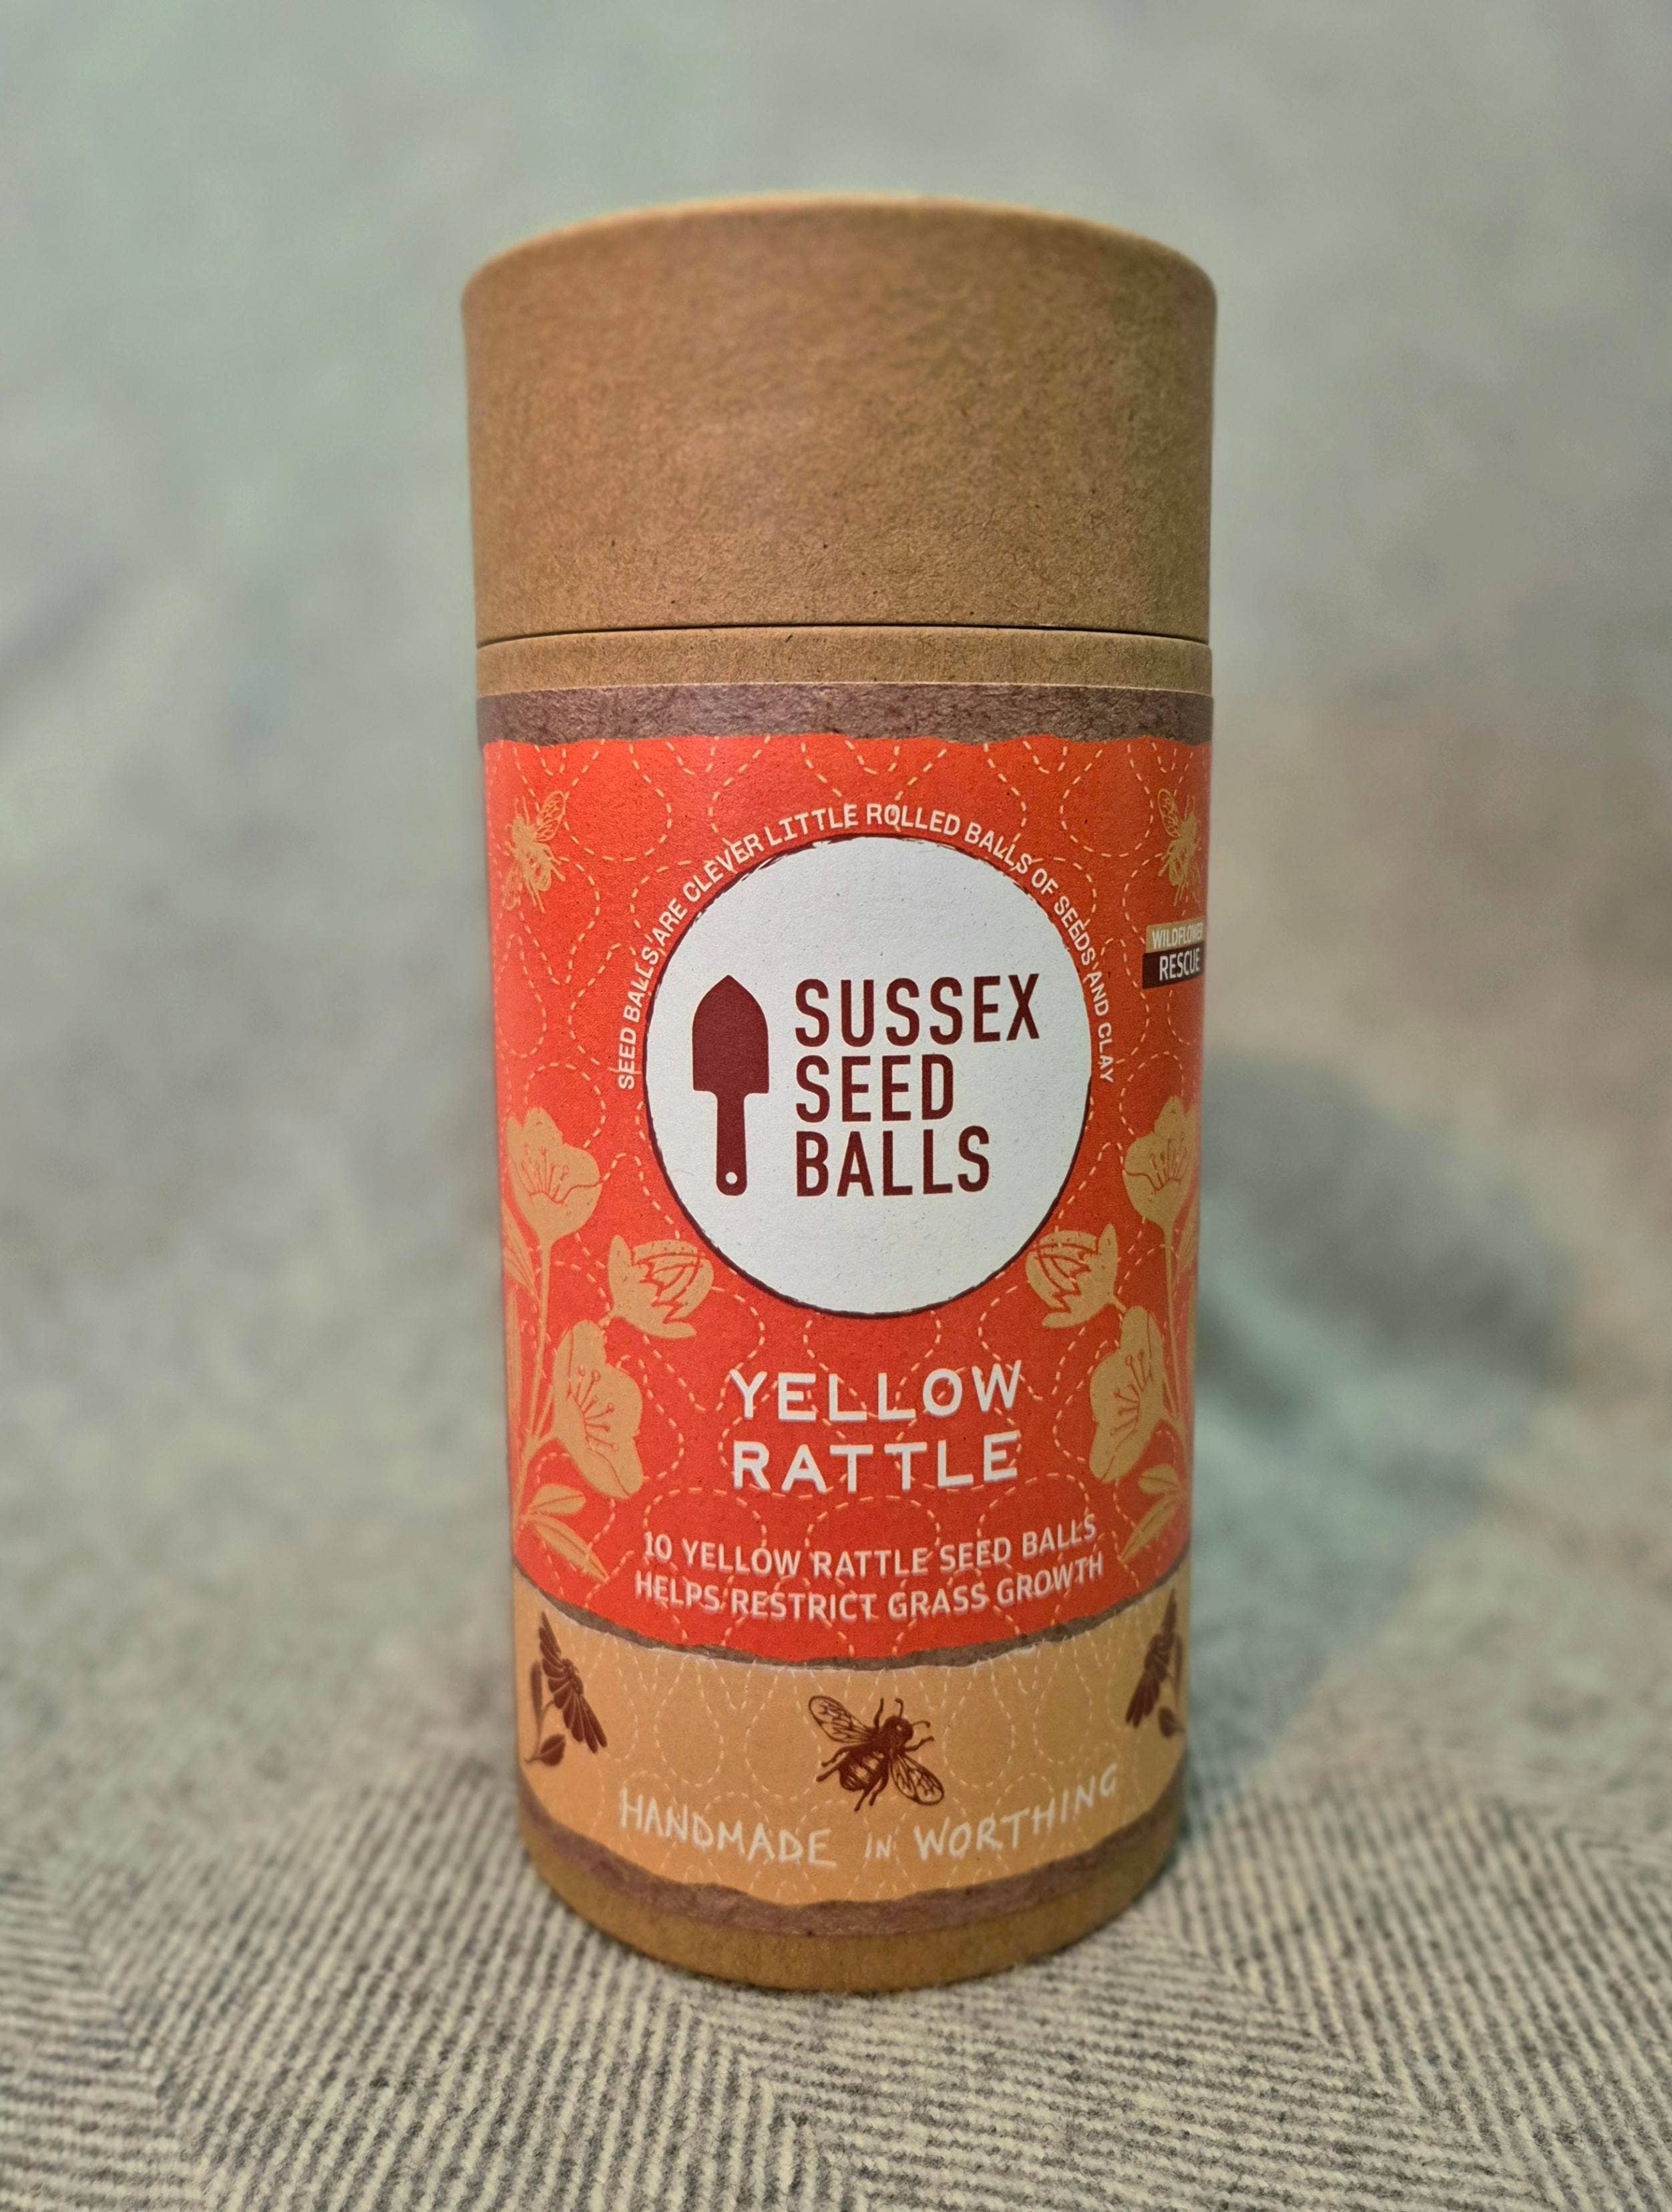 SEED BALLS ARE CLEVER LITTLE ROLLED BALLS OF SEEDS AND CLAY
WILDFLOWER
RESCUE
SUSSEX
SEED
BALLS
YELLOW
RATTLE
10 YELLOW RATTLE SEED BALLS
HELPS RESTRICT GRASS GROWTH
HANDMADE IN WORTHING